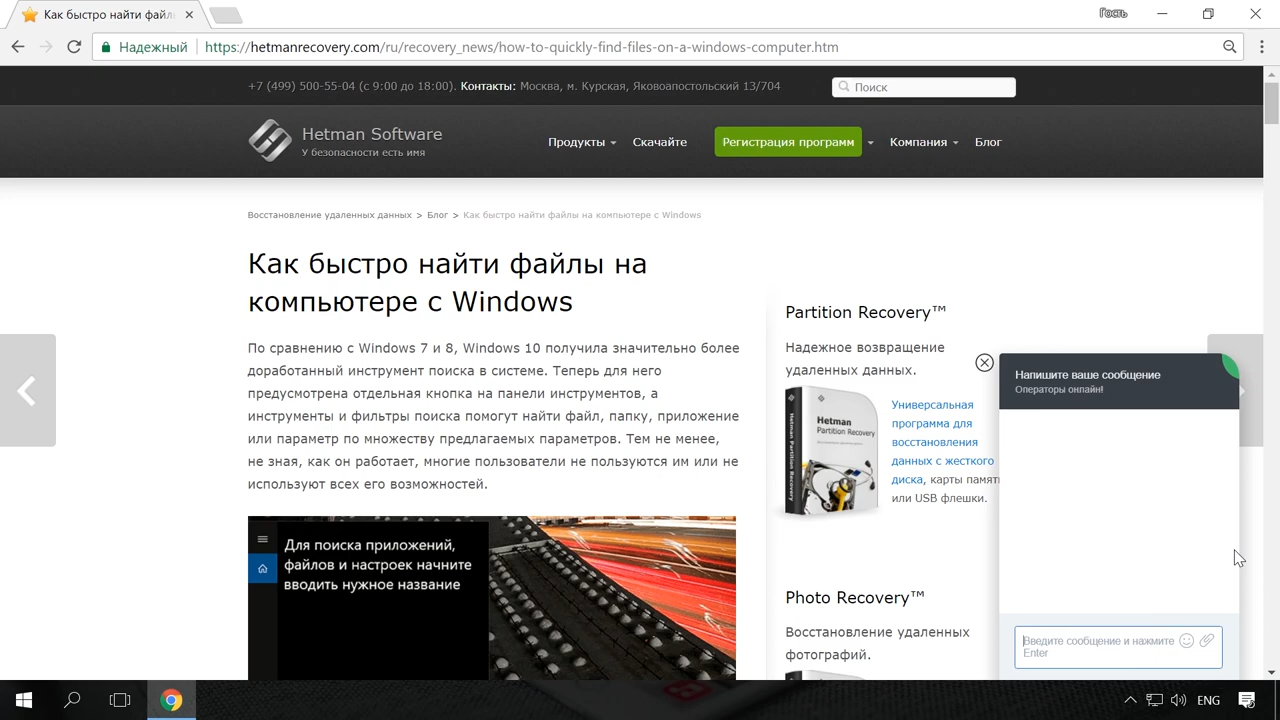 Как быстро найти файл
Гость
Надежный
https://hetmanrecovery.com/ru/recovery_news/how-to-quickly-find-files-on-a-windows-computer.htm
+7 (499) 500-55-04 (с 9:00 до 18:00). Контакты: Москва, м. Курская, Яковоапостольский 13/704
Поиск
Hetman Software
У безопасности есть имя
Продукты
Скачайте
Регистрация программ
Компания
Блог
Восстановление удаленных данных > Блог > Как быстро найти файлы на компьютере с Windows
Как быстро найти файлы на
компьютере с Windows
По сравнению с Windows 7 и 8, Windows 10 получила значительно более
доработанный инструмент поиска в системе. Теперь для него
предусмотрена отдельная кнопка на панели инструментов, а
инструменты и фильтры поиска помогут найти файл, папку, приложение
или параметр по множеству предлагаемых параметров. Тем не менее,
не зная, как он работает, многие пользователи не пользуются им или не
используют всех его возможностей.
Для поиска приложений,
файлов и настроек начните
вводить нужное название
Partition Recovery™
Надежное возвращение
удаленных данных.
Hetman
Partition Recovery
Hetman Partition Recovery
Универсальная
программа для
восстановления
данных с жесткого
диска, карты памяти
или USB флешки.
Photo Recovery™
Восстановление удаленных
фотографий.
Напишите ваше сообщение
Операторы онлайн!
Введите сообщение и нажмите
Enter
ENG